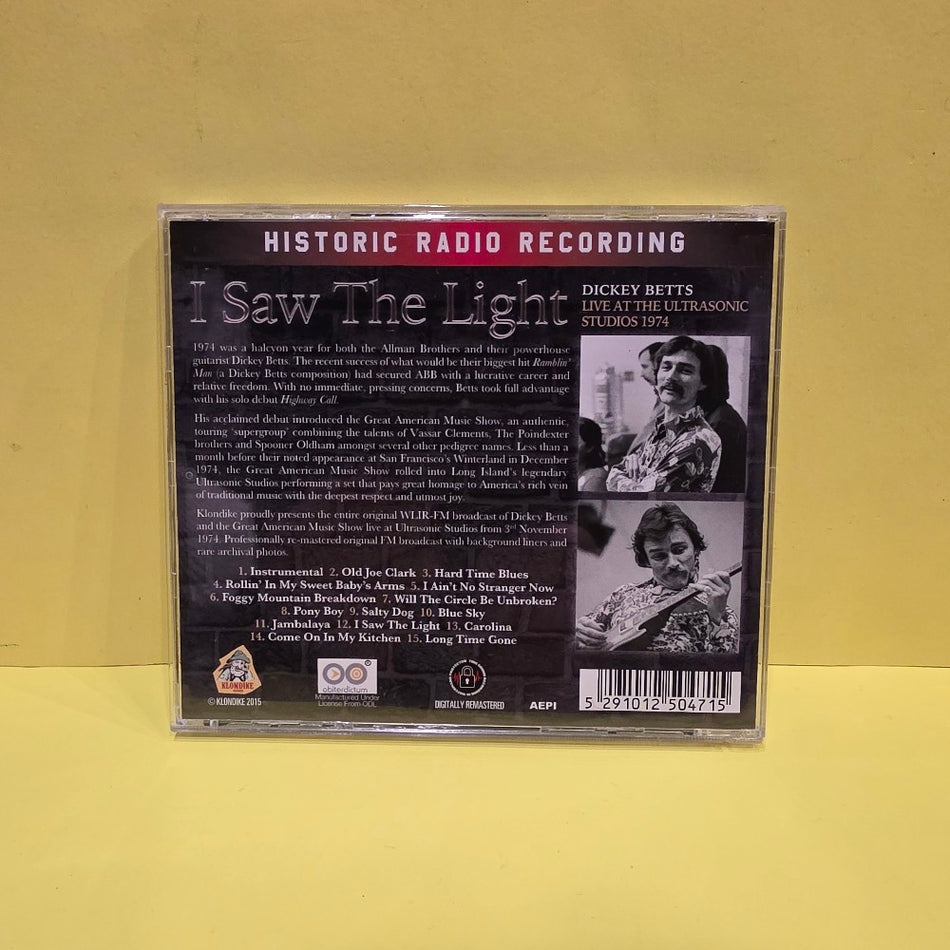 HISTORIC RADIO RECORDING
I Saw The Light
DICKEY BETTS
LIVE AT THE ULTRASONIC
STUDIOS 1974
1974 was a halcyon year for both the Allman Brothers and their powerhouse
guitarist Dickey Betts. The recent success of what would be their biggest hit Ramblin'
Man (a Dickey Betts composition) had secured ABB with a lucrative career and
relative freedom. With no immediate, pressing concerns, Betts took full advantage
with his solo debut Highway Call.
His acclaimed debut introduced the Great American Music Show, an authentic,
touring 'supergroup' combining the talents of Vassar Clements, The Poindexter
brothers and Spooner Oldham amongst several other pedigree names. Less than a
month before their noted appearance at San Francisco's Winterland in December
1974, the Great American Music Show rolled into Long Island's legendary
Ultrasonic Studios performing a set that pays great homage to America's rich vein
of traditional music with the deepest respect and utmost joy.
Klondike proudly presents the entire original WLIR-FM broadcast of Dickey Betts
and the Great American Music Show live at Ultrasonic Studios from 3rd November
1974. Professionally re-mastered original FM broadcast with background liners and
rare archival photos.
1. Instrumental 2. Old Joe Clark 3. Hard Time Blues
4. Rollin' In My Sweet Baby's Arms 5. I Ain't No Stranger Now
6. Foggy Mountain Breakdown 7. Will The Circle Be Unbroken?
8. Pony Boy 9. Salty Dog 10. Blue Sky
11. Jambalaya 12. I Saw The Light 13. Carolina
14. Come On In My Kitchen 15. Long Time Gone
KLONDIKE
© KLONDIKE 2015
obiterdictum
Manufactured Under
License From ODL
DIGITALLY REMASTERED
AEPI
5 291012 504715